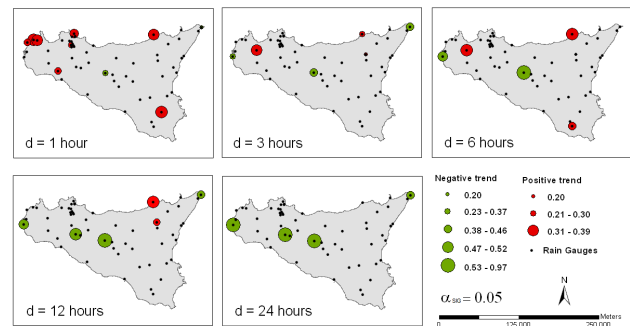 d = 1 hour
d = 3 hours
d = 6 hours
d = 12 hours
d = 24 hours
Negative trend
0.20
0.23 - 0.37
0.38 - 0.46
0.47 - 0.52
0.53 - 0.97
Positive trend
0.20
0.21 - 0.30
0.31 - 0.39
Rain Gauges
N
α SIG = 0.05
Meters
0 125,000 250,000